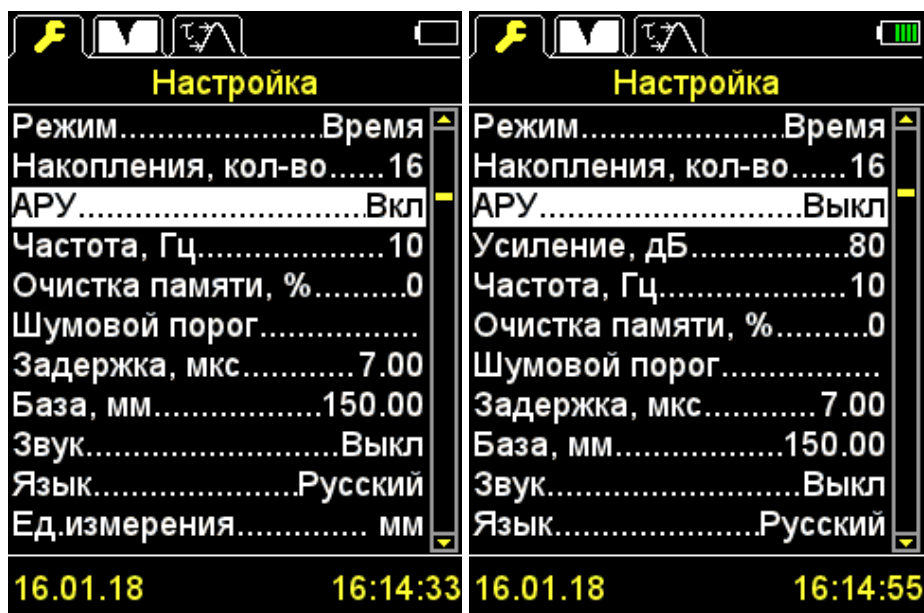 Настройка
Режим.....................Время
Накопления, кол-во......16
АРУ..............................Вкл
Частота, Гц....................10
Очистка памяти, %..........0
Шумовой порог.................
Задержка, мкс............7.00
База, мм..................150.00
Звук...........................Выкл
Язык......................Русский
Ед.измерения.............. мм
16.01.18 16:14:33
Настройка
Режим.....................Время
Накопления, кол-во......16
АРУ...........................Выкл
Усиление, дБ.................80
Частота, Гц....................10
Очистка памяти, %..........0
Шумовой порог.................
Задержка, мкс............7.00
База, мм..................150.00
Звук...........................Выкл
Язык......................Русский
16.01.18 16:14:55